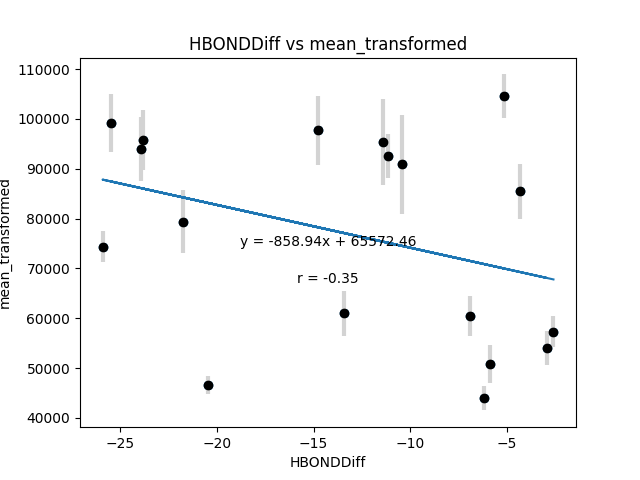 HBONDDiff vs mean_transformed
110000
100000
90000
80000
70000
60000
50000
40000
mean_transformed
y = -858.94x + 65572.46
r = -0.35
−25
−20
−15
−10
−5
HBONDDiff